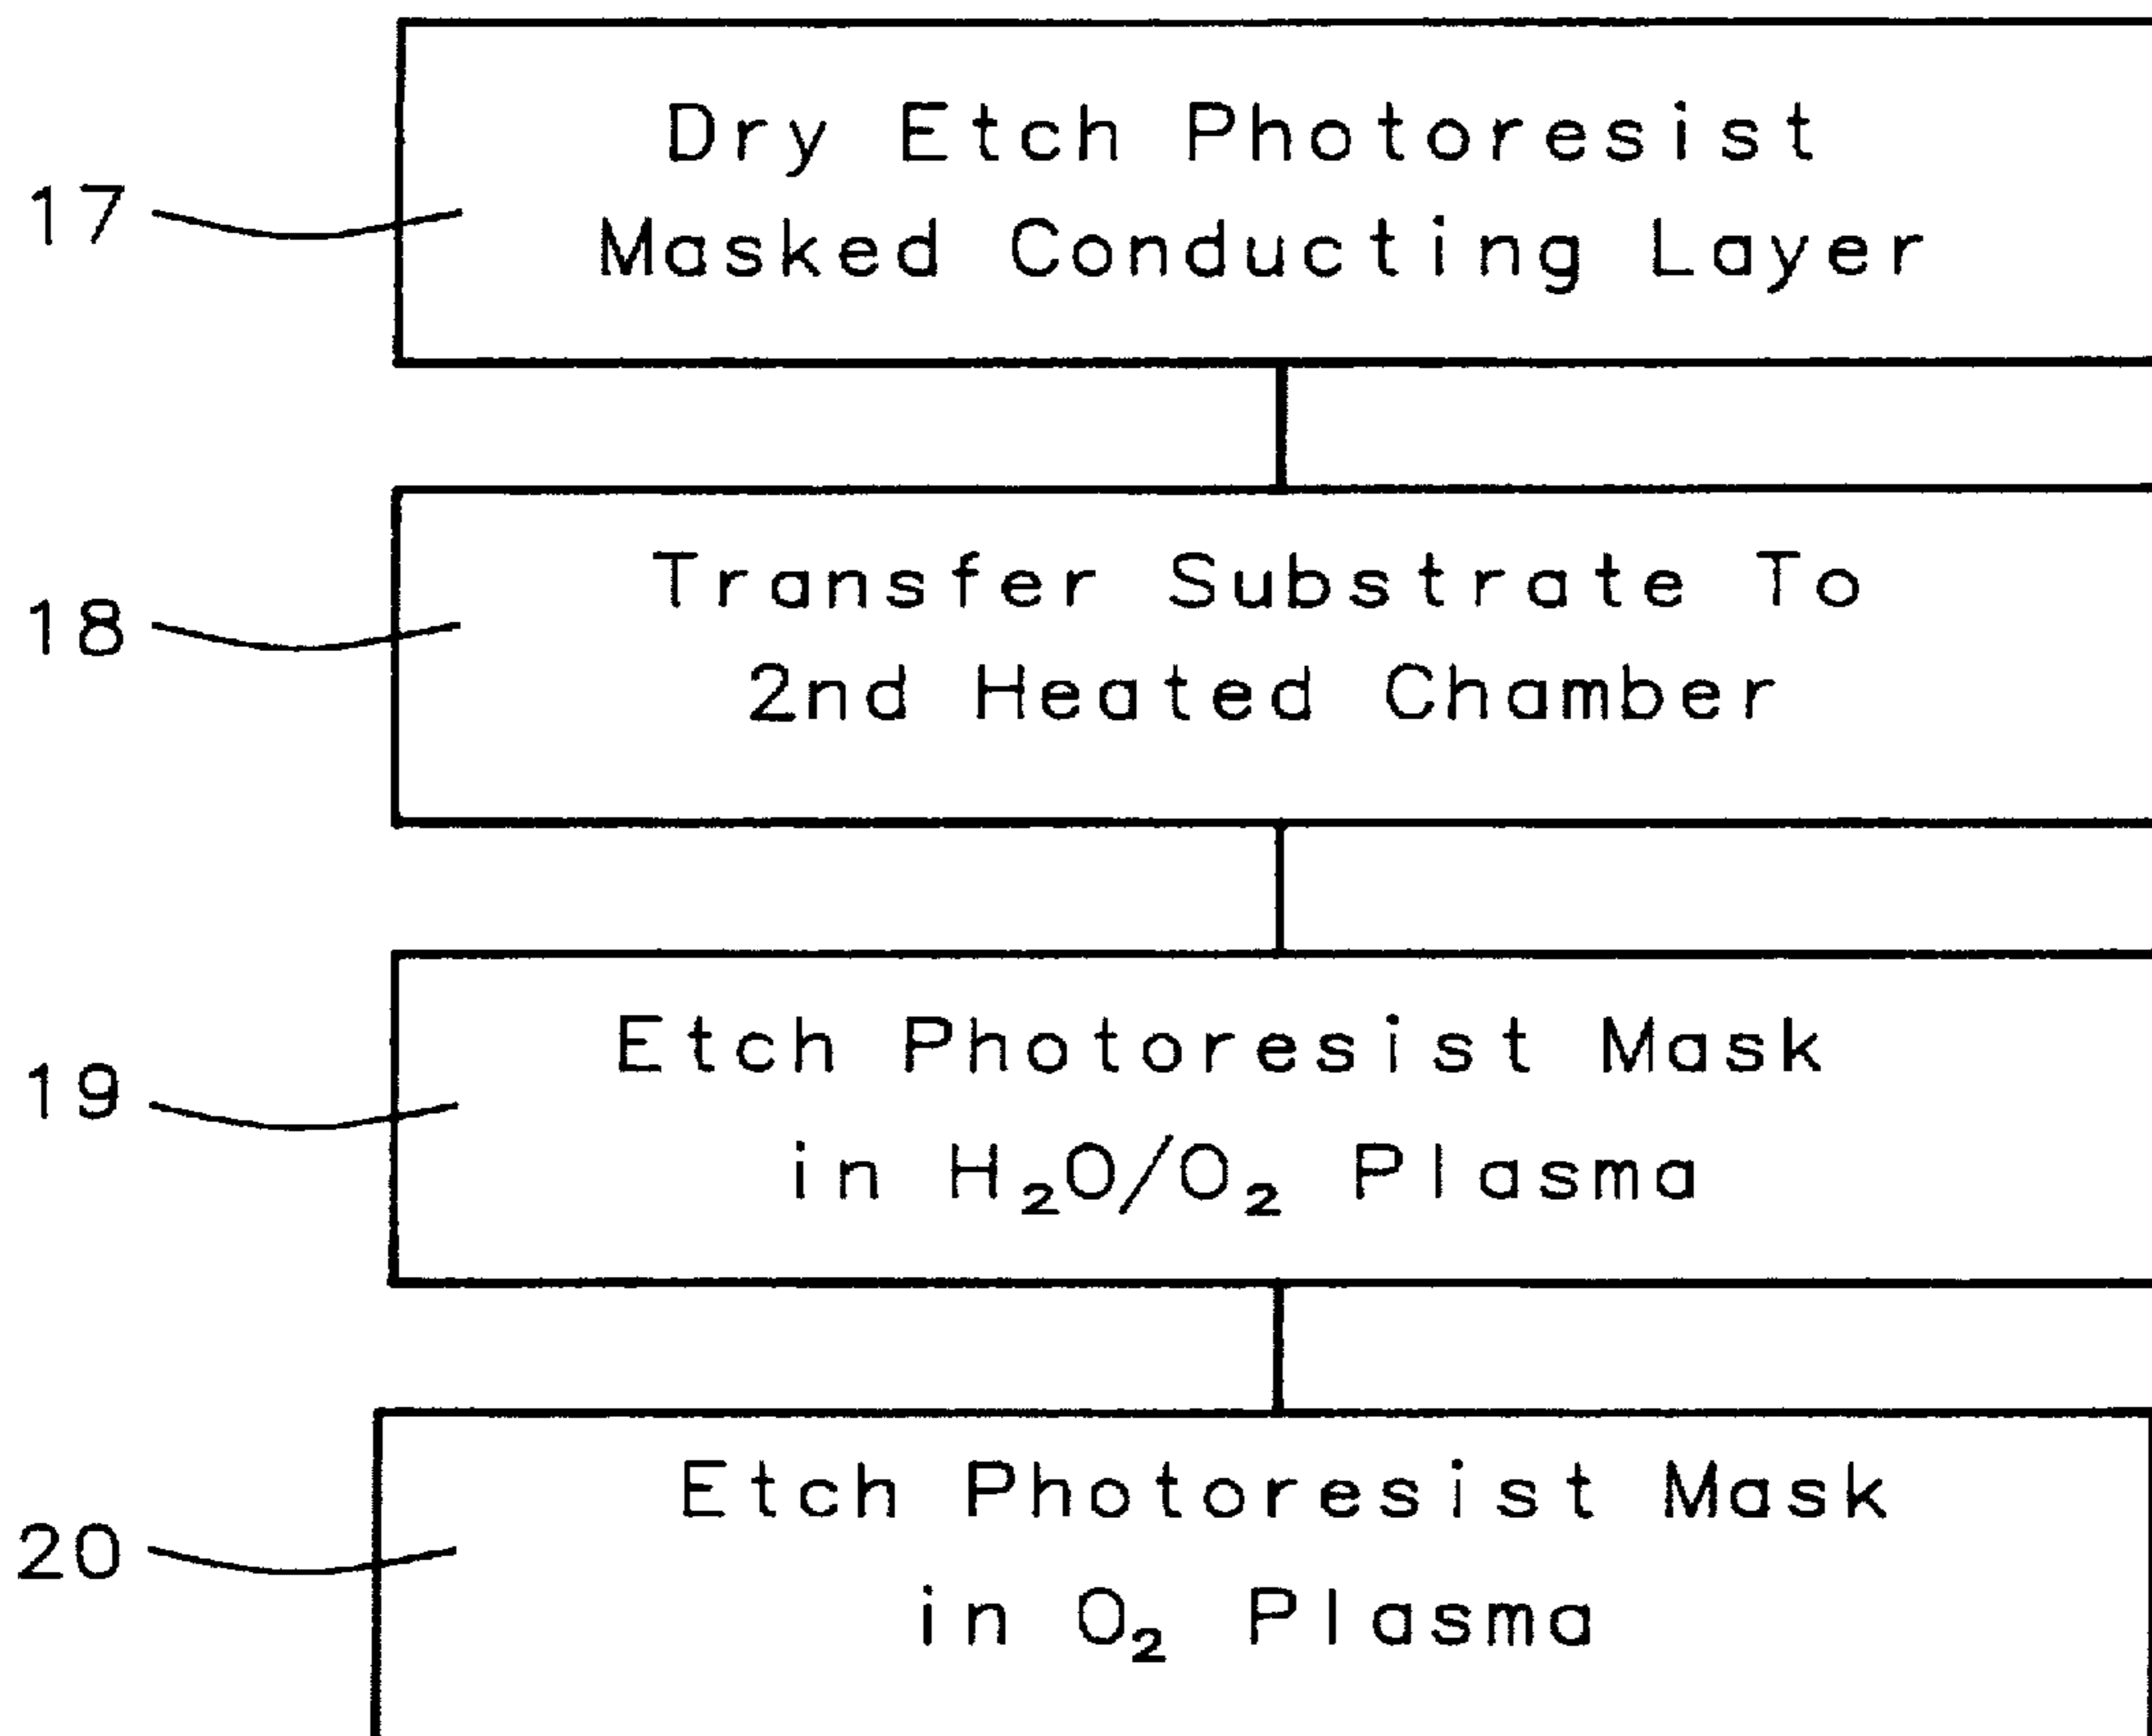 Dry Etch Photoresist
17
Masked Conducting Layer
Transfer Substrate To
18
2nd Heated Chamber
Etch Photoresist Mask
19
in H₂O/O₂ Plasma
Etch Photoresist Mask
20
in O₂ Plasma